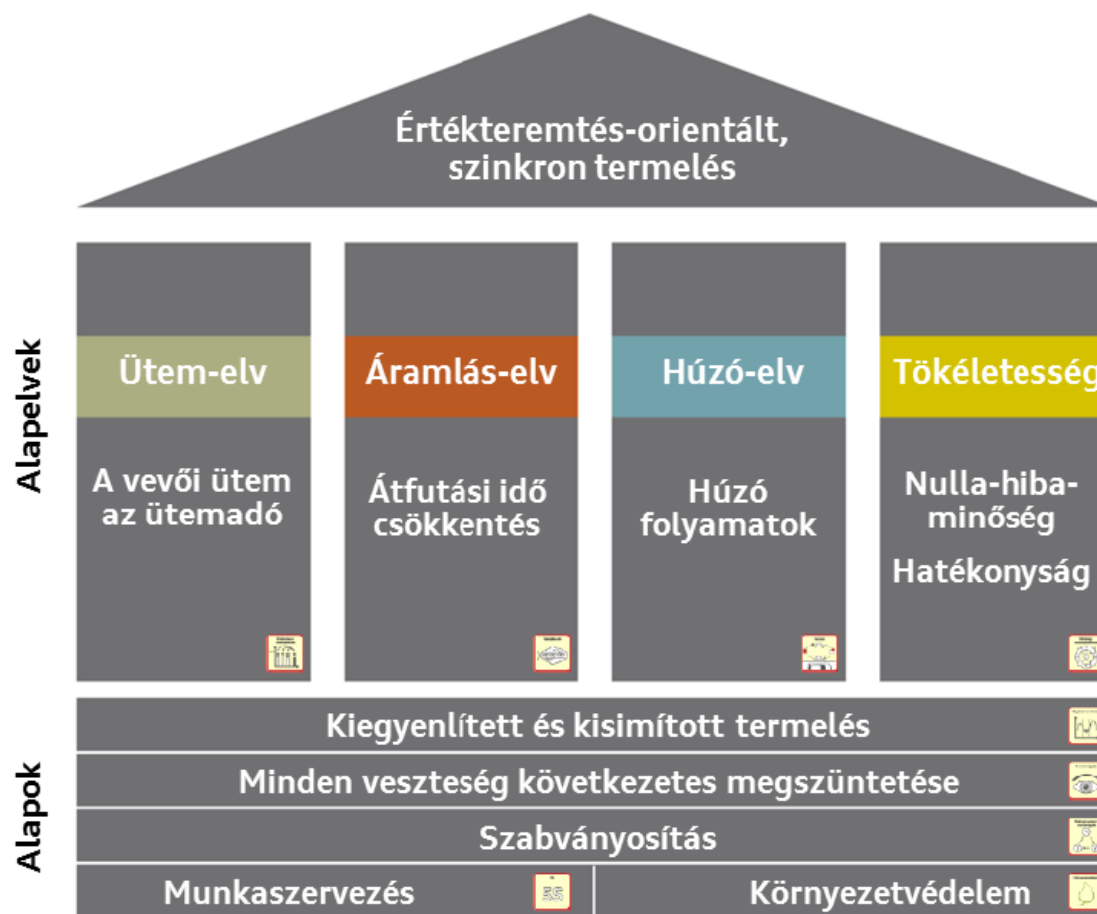 Értékteremtés-orientált,
szinkron termelés
Alapelvek
Ütem-elv
A vevői ütem
az ütemadó
Áramlás-elv
Átfutási idő
csökkentés
Húzó-elv
Húzó
folyamatok
Tökéletesség
Nulla-hiba-
minőség
Hatékonyság
Alapok
Kiegyenlített és kisimított termelés
Minden veszteség következetes megszüntetése
Szabványosítás
Munkaszervezés
5S
Környezetvédelem